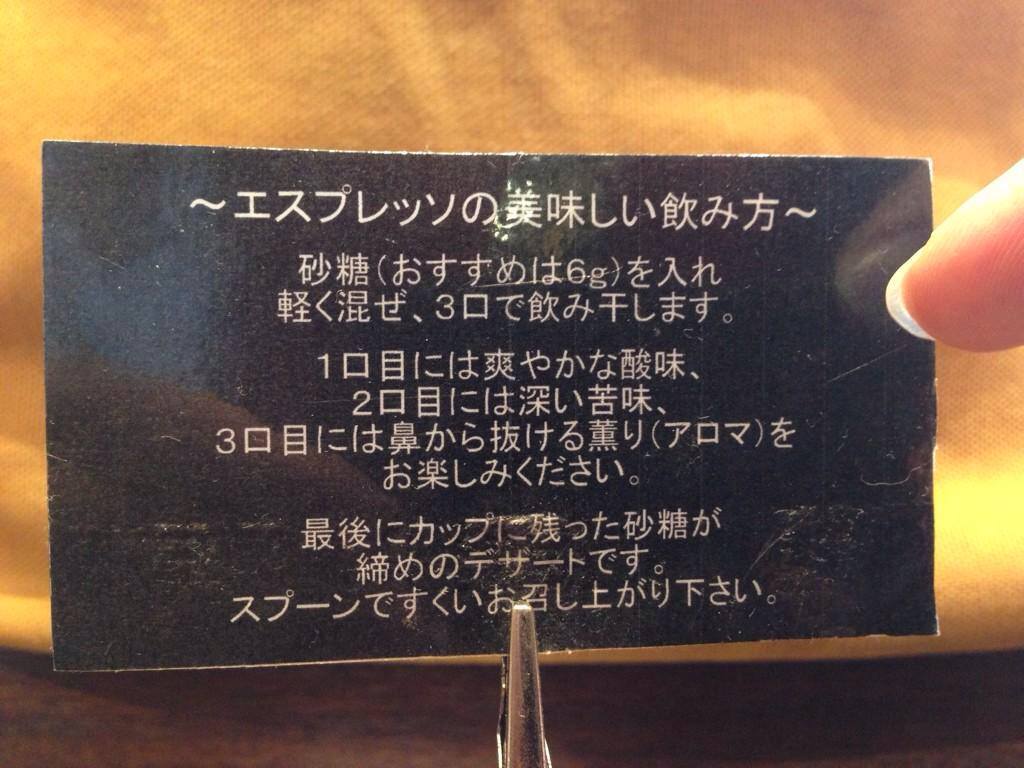 ～エスプレッソの美味しい飲み方～
砂糖(おすすめは6g)を入れ
軽く混ぜ、3口で飲み干します。
1口目には爽やかな酸味、
2口目には深い苦味、
3口目には鼻から抜ける薫り(アロマ)を
お楽しみください。
最後にカップに残った砂糖が
締めのデザートです。
スプーンですくいお召し上がり下さい。